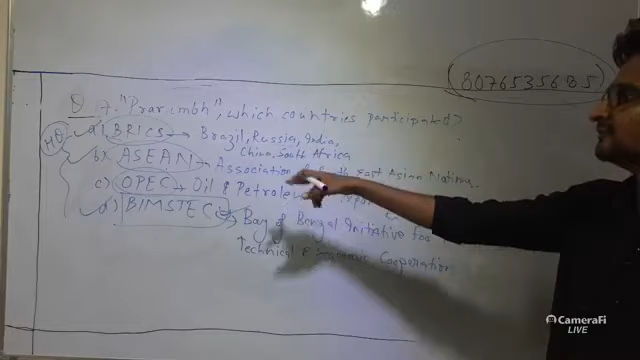 8076535685
Q 7. "Prarambh", which countries participated?
HQ
a) BRICS → Brazil, Russia, India,
China, South Africa
b) ASEAN → Association of East Asian Nations.
c) OPEC → Oil & Petroleum
d) BIMSTEC → Bay of Bengal Initiative for
Technical & Economic Cooperation
CameraFi
LIVE